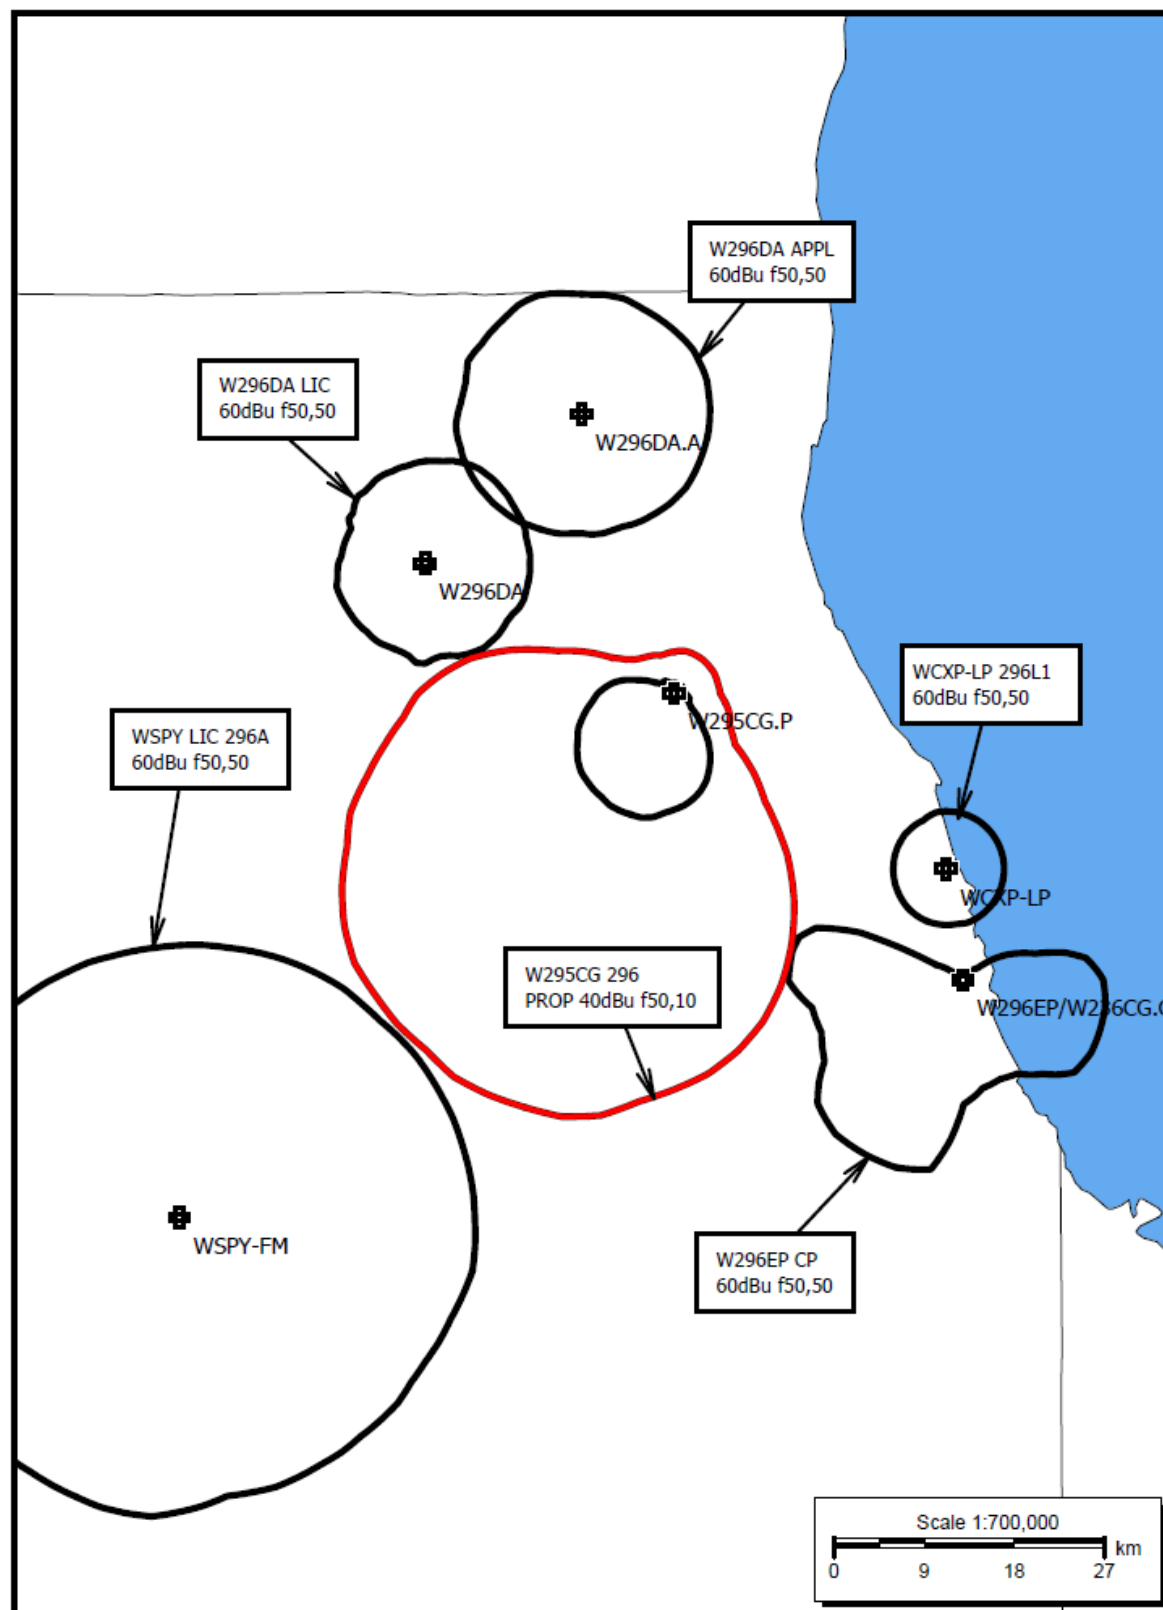 W296DA APPL
60dBu f50,50
W296DA LIC
60dBu f50,50
W296DA.A
W296DA
WCXP-LP 296L1
60dBu f50,50
W295CG.P
WSPY LIC 296A
60dBu f50,50
WCXP-LP
W295CG 296
PROP 40dBu f50,10
W296EP/W236CG.C
WSPY-FM
W296EP CP
60dBu f50,50
Scale 1:700,000
km
0 9 18 27